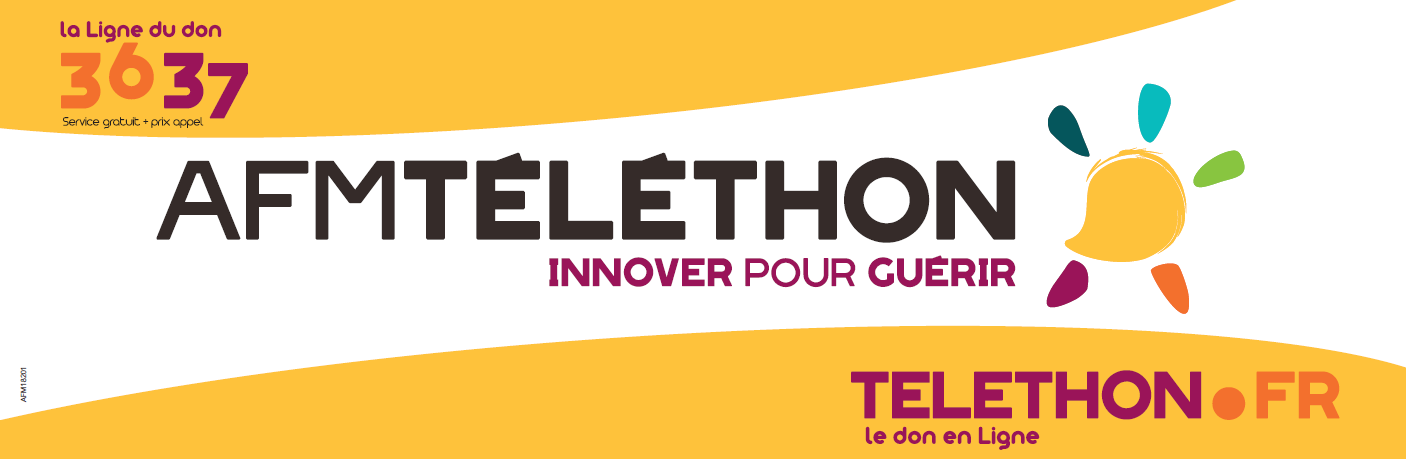 la Ligne du don
3637
Service gratuit + prix appel
AFMTÉLÉTHON
INNOVER POUR GUÉRIR
AFM18201
TELETHON.FR
le don en Ligne